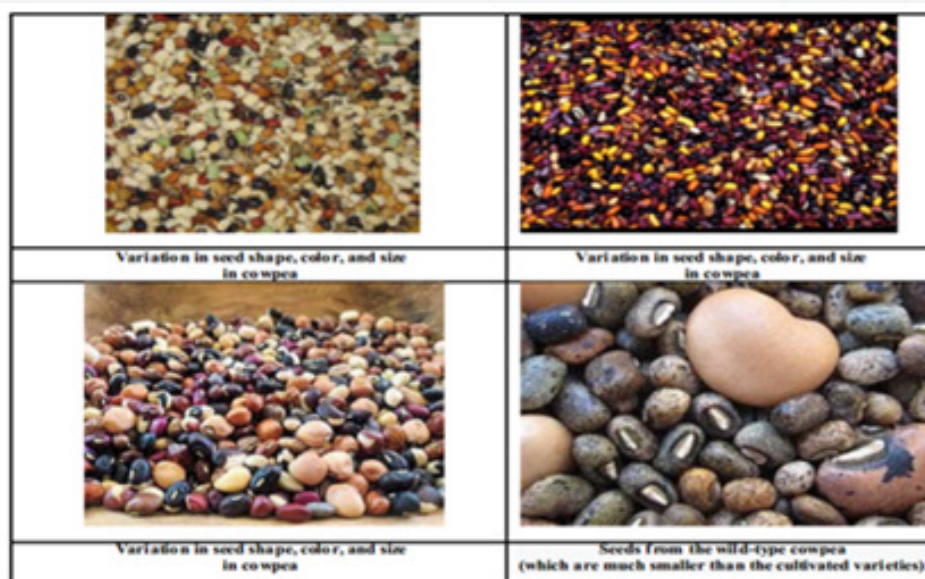 Variation in seed shape, color, and size
in cowpea
Variation in seed shape, color, and size
in cowpea
Variation in seed shape, color, and size
in cowpea
Seeds from the wild-type cowpea
(which are much smaller than the cultivated varieties)